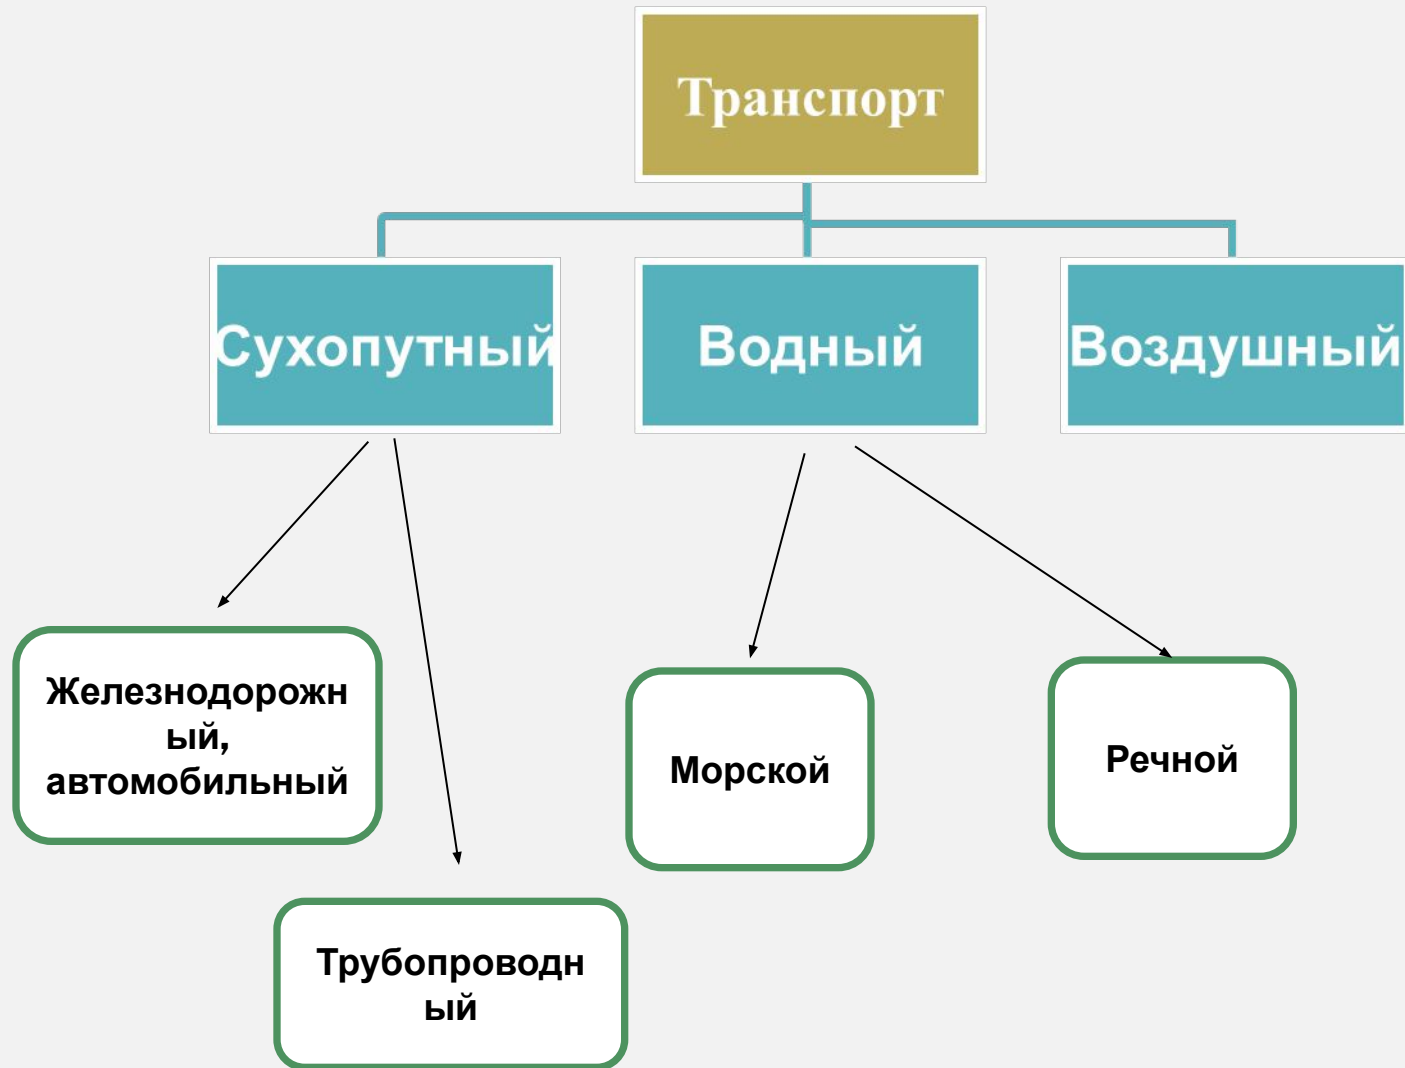 Транспорт
Сухопутный
Водный
Воздушный
Железнодорожн
ый,
автомобильный
Морской
Речной
Трубопроводн
ый